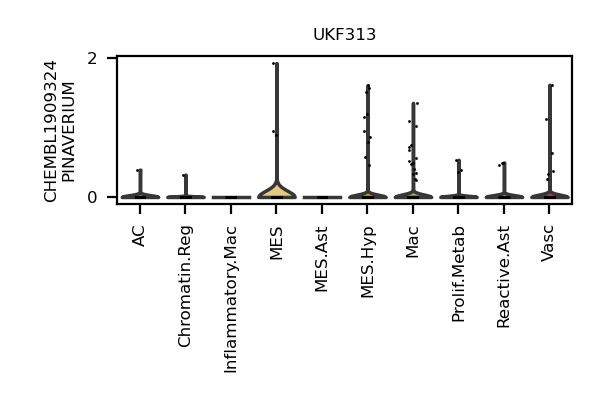 UKF313
CHEMBL1909324
PINAVERIUM
2
0
AC
Chromatin.Reg
Inflammatory.Mac
MES
MES.Ast
MES.Hyp
Mac
Prolif.Metab
Reactive.Ast
Vasc